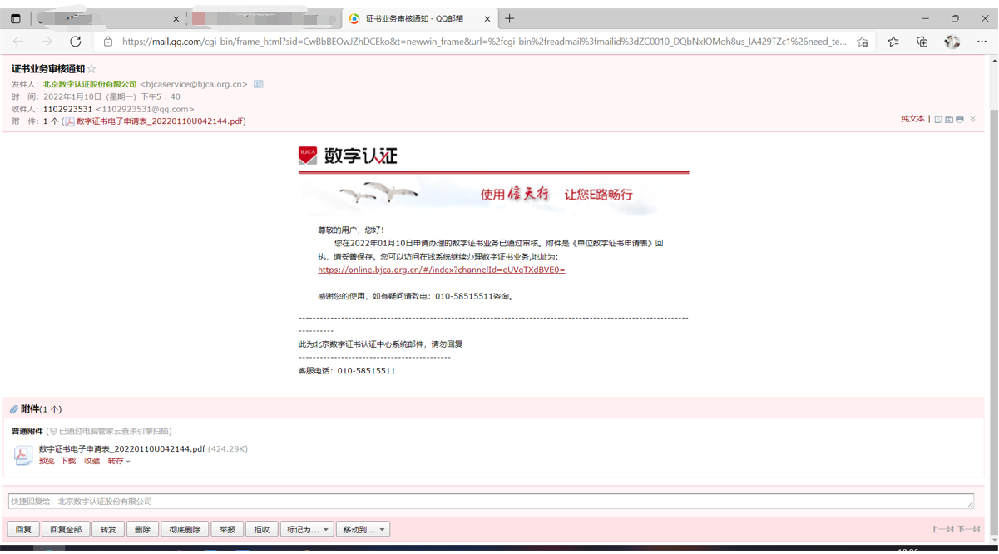 证书业务审核通知 - QQ邮箱
https://mail.qq.com/cgi-bin/frame_html?sid=CwBbBEOwJZhDCEko&t=newwin_frame&url=%2fcgi-bin%2freadmail%3fmailid%3dZC0010_DQbNxIOMoh8us_IA429TZc1%26need_te...
证书业务审核通知
发件人：北京数字认证股份有限公司 <bjcaservice@bjca.org.cn>
时 间：2022年1月10日（星期一）下午5：40
收件人：1102923531 <1102923531@qq.com>
附 件：1 个 (数字证书电子申请表_20220110U042144.pdf)
纯文本 |
BJCA 数字认证
使用信天行 让您E路畅行
尊敬的用户，您好！
您在2022年01月10日申请办理的数字证书业务已通过审核。附件是《单位数字证书申请表》回
执，请妥善保存。您可以访问在线系统继续办理数字证书业务,地址为：
https://online.bjca.org.cn/#/index?channelId=eUVqTXdBVE0=
感谢您的使用，如有疑问请致电：010-58515511咨询。
此为北京数字证书认证中心系统邮件，请勿回复
客服电话：010-58515511
附件(1 个)
普通附件 (已通过电脑管家云查杀引擎扫描)
数字证书电子申请表_20220110U042144.pdf (424.29K)
预览 下载 收藏 转存
快捷回复给：北京数字认证股份有限公司
回复 回复全部 转发 删除 彻底删除 举报 拒收 标记为... 移动到...
上一封 下一封